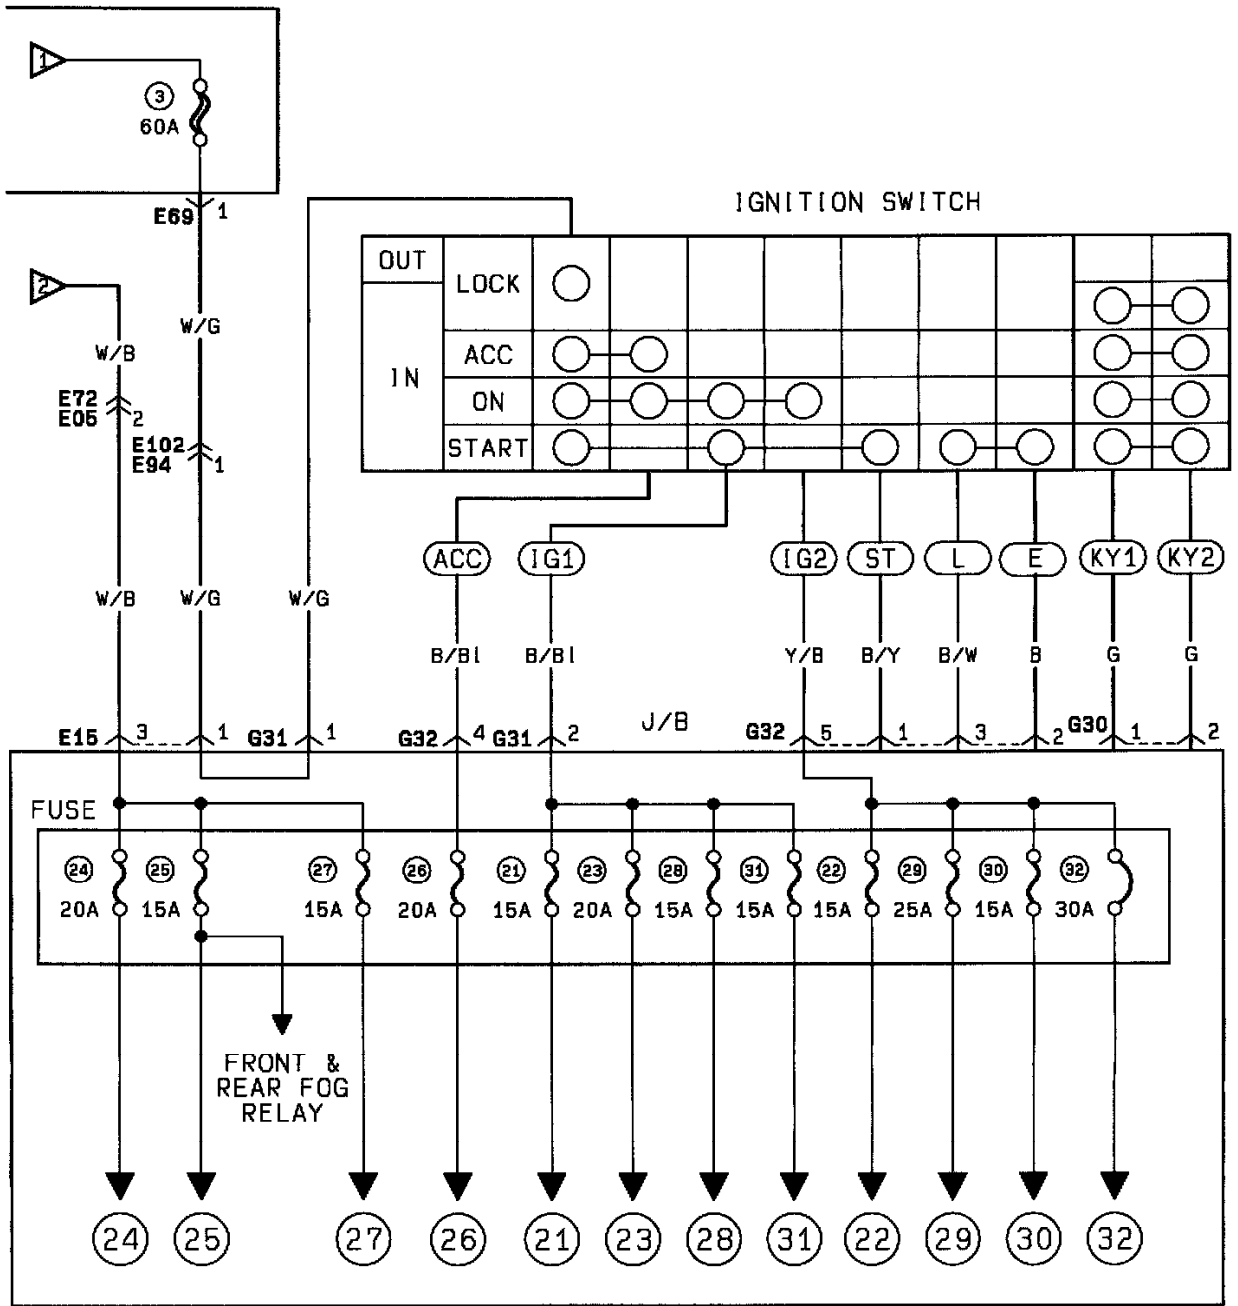 1
3
60A
E69 1
IGNITION SWITCH
OUT
LOCK
2
W/G
W/B
ACC
IN
ON
E72
E05 2
E102
E94 1
START
ACC IG1 IG2 ST L E KY1 KY2
W/B W/G W/G
B/Bl B/Bl Y/B B/Y B/W B G G
J/B
E15 3 1 G31 1 G32 4 G31 2 G32 5 1 3 2 G30 1 2
FUSE
24 25 27 26 21 23 28 31 22 29 30 32
20A 15A 15A 20A 15A 20A 15A 15A 15A 25A 15A 30A
FRONT &
REAR FOG
RELAY
24 25 27 26 21 23 28 31 22 29 30 32